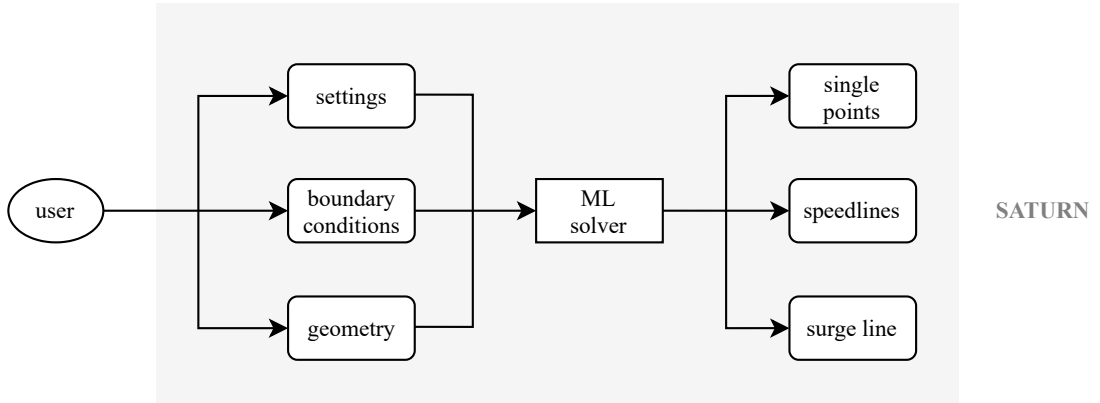 user
settings
boundary
conditions
geometry
ML
solver
single
points
speedlines
surge line
SATURN